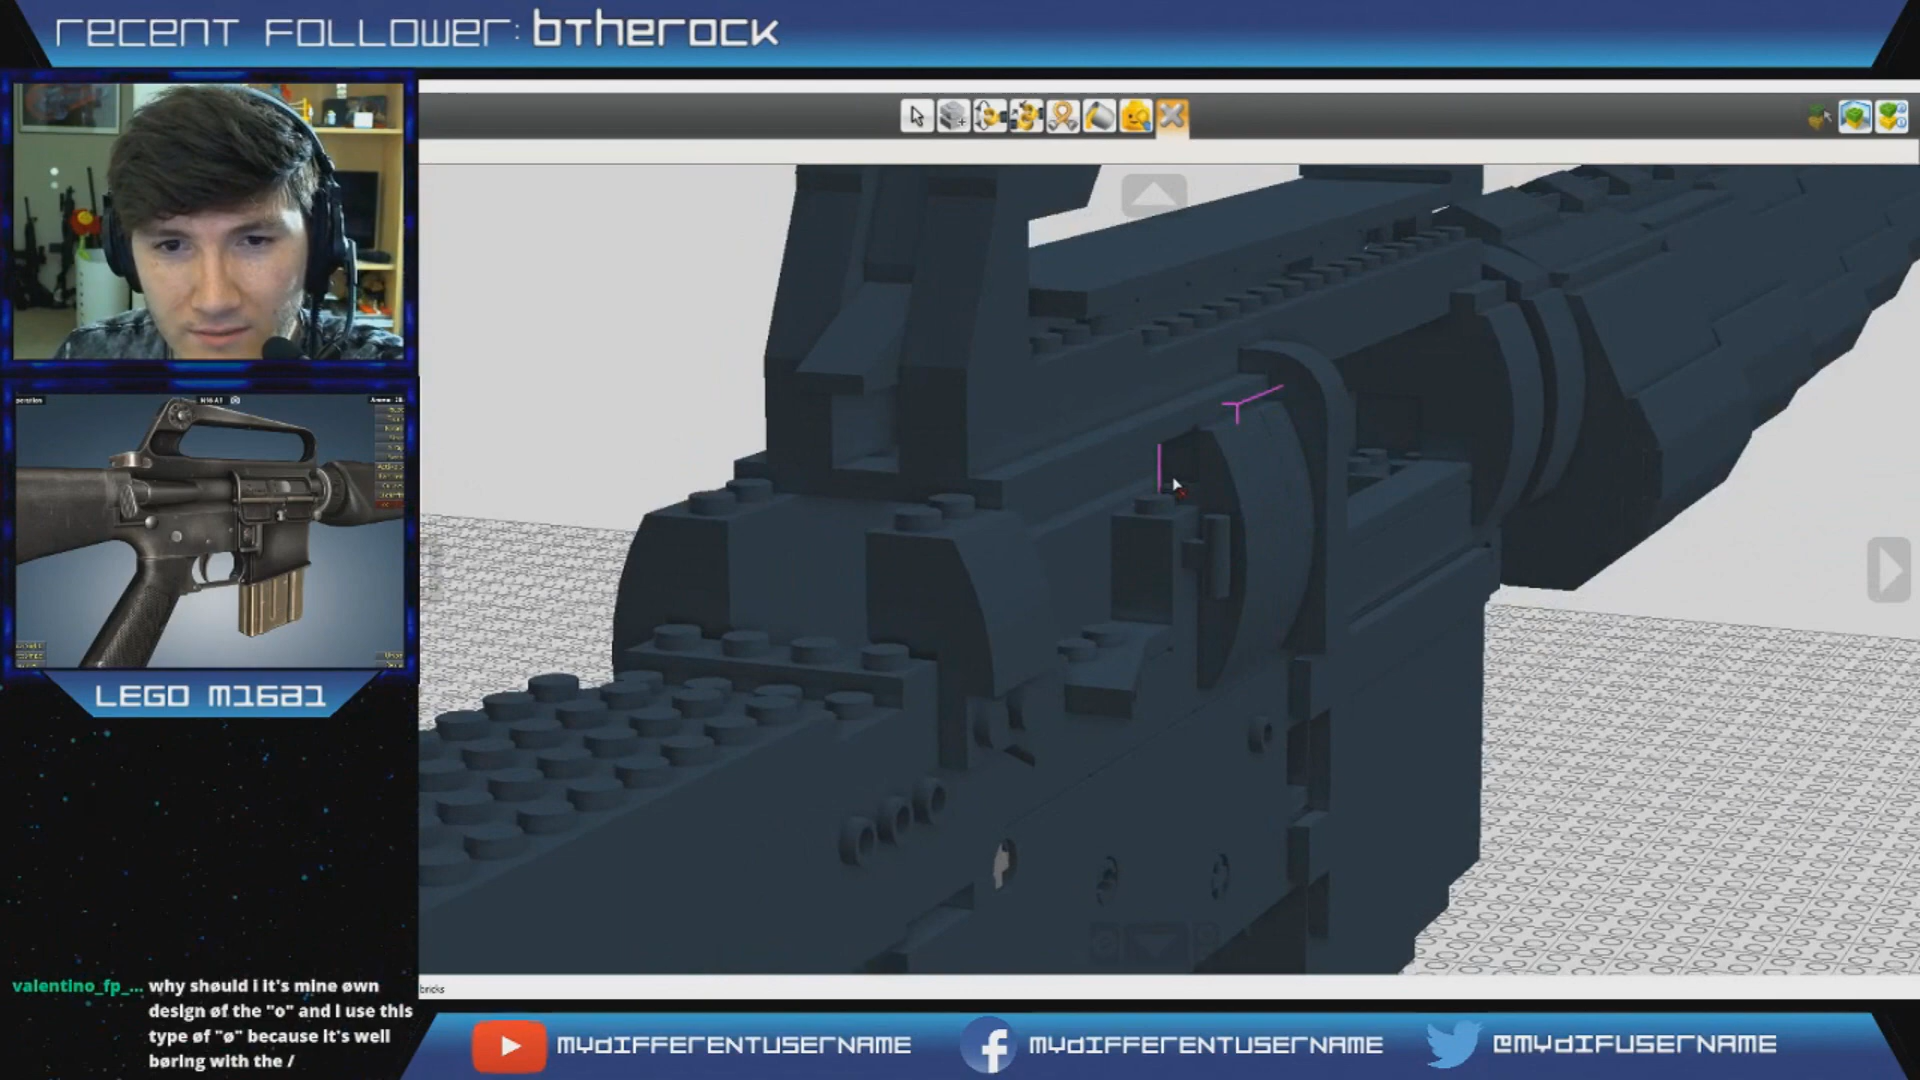 recent follower: btherock
M16A1
LEGO M16A1
valentino_fp_... why shøuld i it's mine øwn
design øf the "o" and I use this
type øf "ø" because it's well
børing with the /
bricks
mydifferentusername
mydifferentusername
@mydifusername